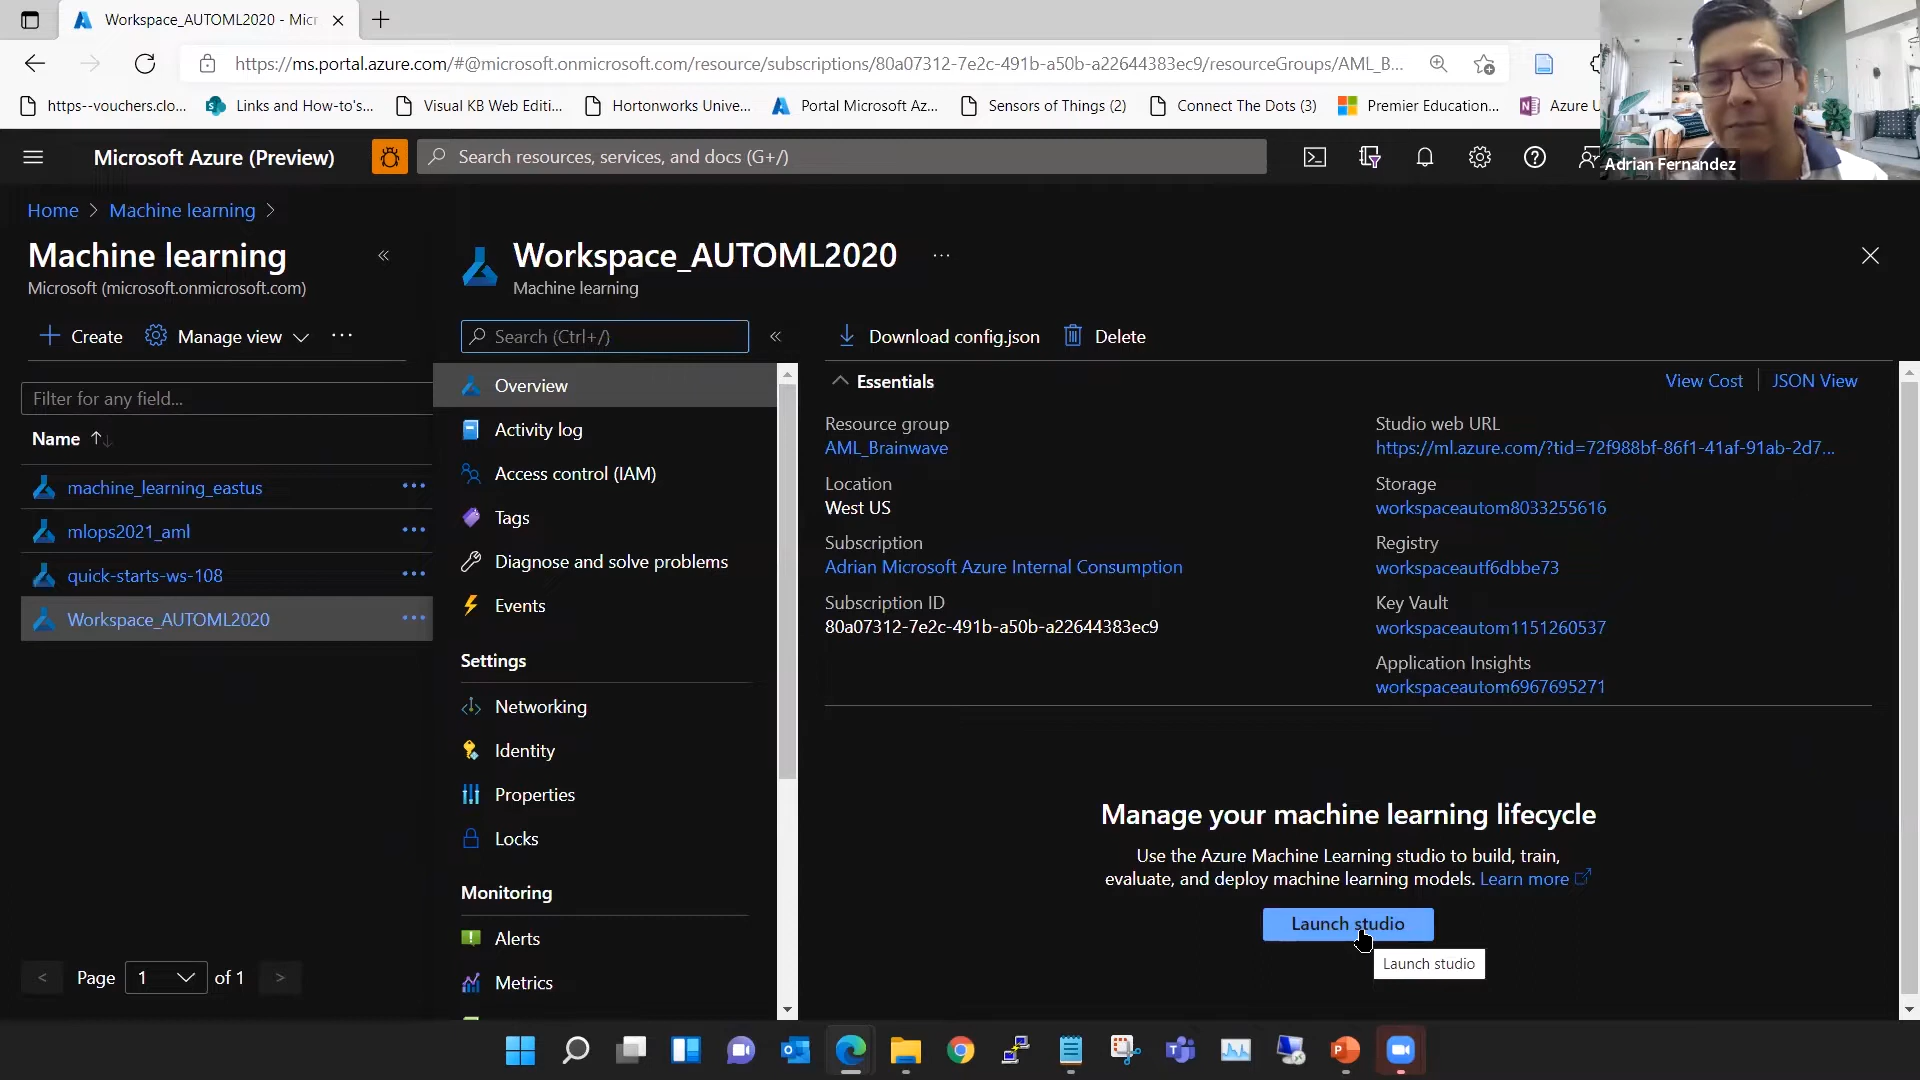 Workspace_AUTOML2020 - Mic
https://ms.portal.azure.com/#@microsoft.onmicrosoft.com/resource/subscriptions/80a07312-7e2c-491b-a50b-a22644383ec9/resourceGroups/AML_B...
https--vouchers.clo...
Links and How-to's...
Visual KB Web Editi...
Hortonworks Unive...
Portal Microsoft Az...
Sensors of Things (2)
Connect The Dots (3)
Premier Education...
Azure U
Adrian Fernandez
Microsoft Azure (Preview)
Search resources, services, and docs (G+/)
Home > Machine learning >
Machine learning
Microsoft (microsoft.onmicrosoft.com)
Create
Manage view
Filter for any field...
Name
machine_learning_eastus
mlops2021_aml
quick-starts-ws-108
Workspace_AUTOML2020
Page 1 of 1
Workspace_AUTOML2020
Machine learning
Search (Ctrl+/)
Overview
Activity log
Access control (IAM)
Tags
Diagnose and solve problems
Events
Settings
Networking
Identity
Properties
Locks
Monitoring
Alerts
Metrics
Download config.json
Delete
Essentials
View Cost
JSON View
Resource group
AML_Brainwave
Location
West US
Subscription
Adrian Microsoft Azure Internal Consumption
Subscription ID
80a07312-7e2c-491b-a50b-a22644383ec9
Studio web URL
https://ml.azure.com/?tid=72f988bf-86f1-41af-91ab-2d7...
Storage
workspaceautom8033255616
Registry
workspaceautf6dbbe73
Key Vault
workspaceautom1151260537
Application Insights
workspaceautom6967695271
Manage your machine learning lifecycle
Use the Azure Machine Learning studio to build, train,
evaluate, and deploy machine learning models. Learn more
Launch studio
Launch studio